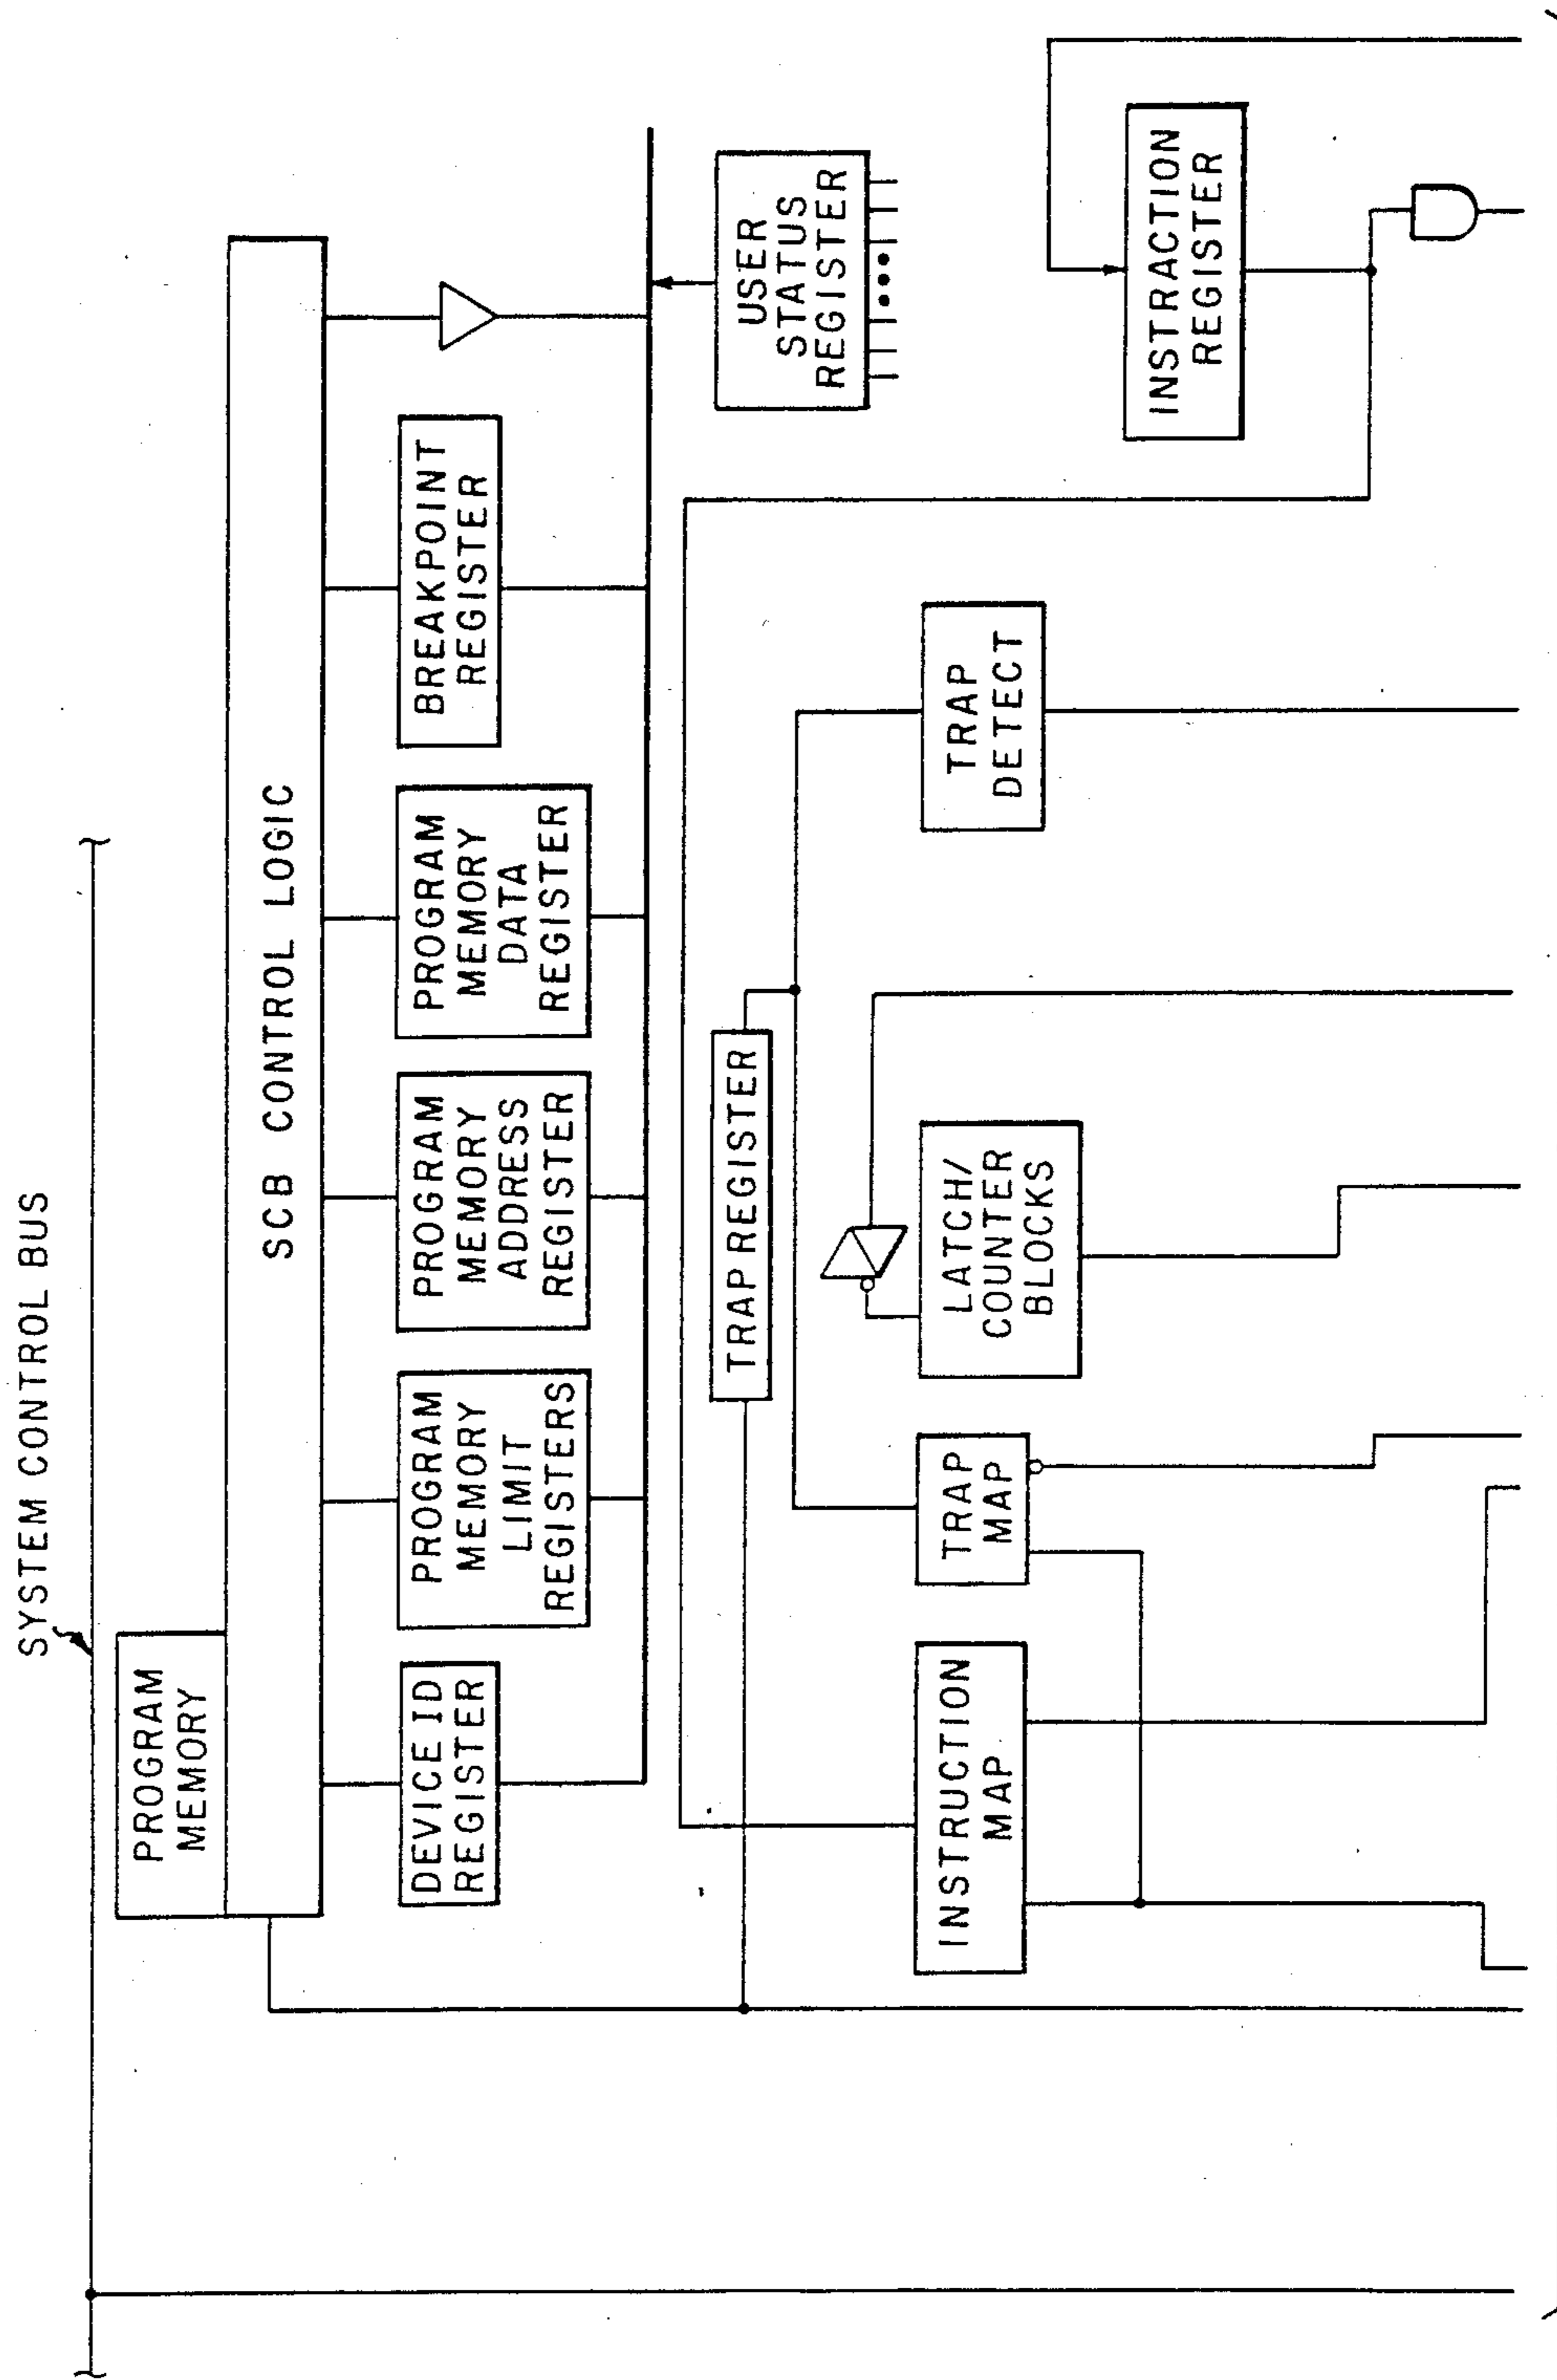 SYSTEM CONTROL BUS
PROGRAM
MEMORY
SCB CONTROL LOGIC
DEVICE ID
REGISTER
PROGRAM
MEMORY
LIMIT
REGISTERS
PROGRAM
MEMORY
ADDRESS
REGISTER
PROGRAM
MEMORY
DATA
REGISTER
BREAKPOINT
REGISTER
USER
STATUS
REGISTER
TRAP REGISTER
INSTRUCTION
MAP
TRAP
MAP
LATCH/
COUNTER
BLOCKS
TRAP
DETECT
INSTRACTION
REGISTER